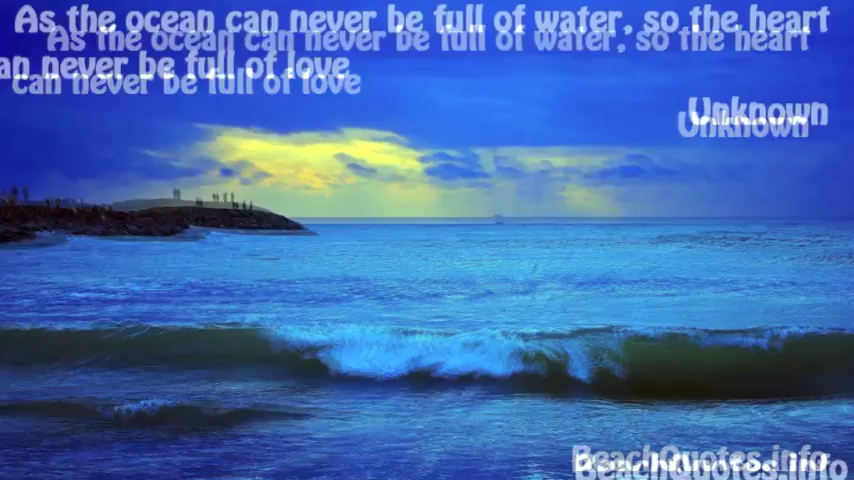 As the ocean can never be full of water, so the heart
can never be full of love
Unknown
BeachQuotes.info